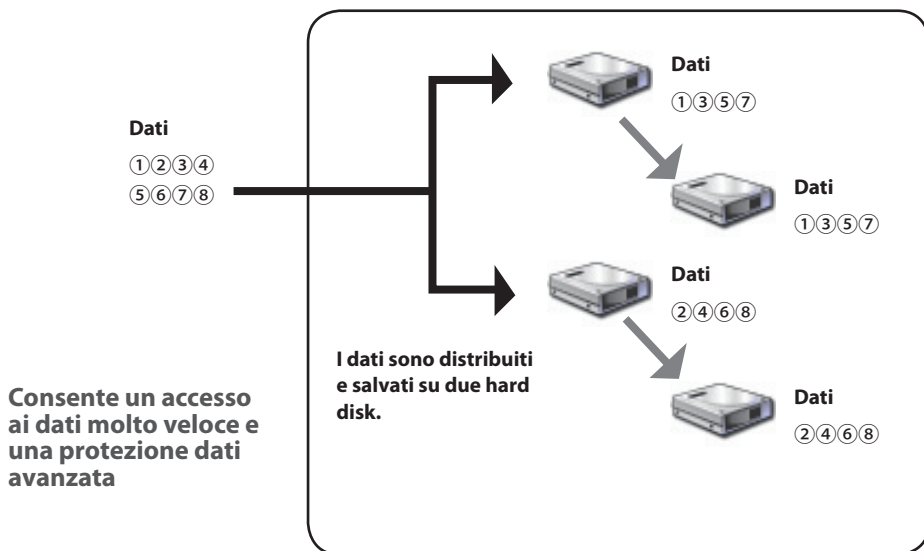 Dati
①②③④
⑤⑥⑦⑧
Dati
①③⑤⑦
Dati
①③⑤⑦
Dati
②④⑥⑧
Dati
②④⑥⑧
I dati sono distribuiti
e salvati su due hard
disk.
Consente un accesso
ai dati molto veloce e
una protezione dati
avanzata